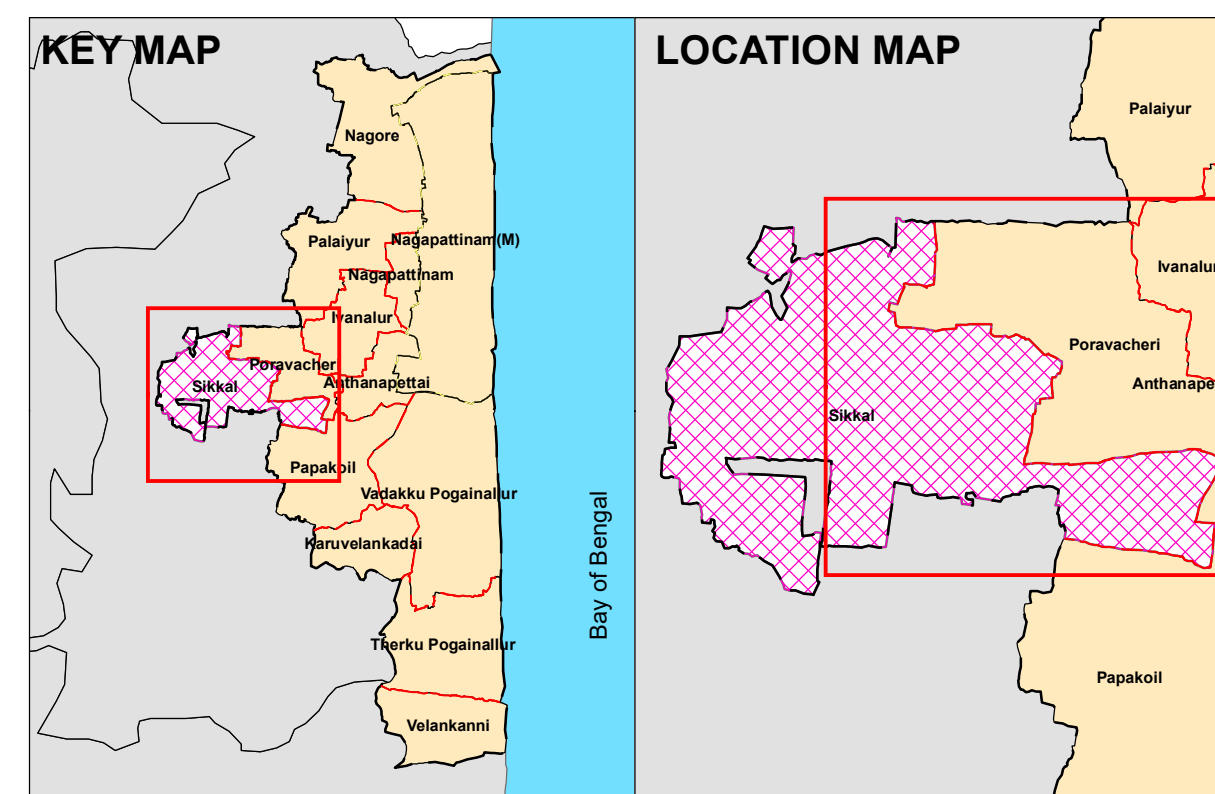 KEY MAP
Nagore
Palaiyur
Nagapattinam(M)
Nagapattinam
Ivanalur
Poravacheri
Anthanapettai
Sikkal
Papakoil
Vadakku Pogainallur
Karuvelankadai
Therku Pogainallur
Velankanni
Bay of Bengal
LOCATION MAP
Palaiyur
Ivanalur
Poravacheri
Anthanape
Sikkal
Papakoil